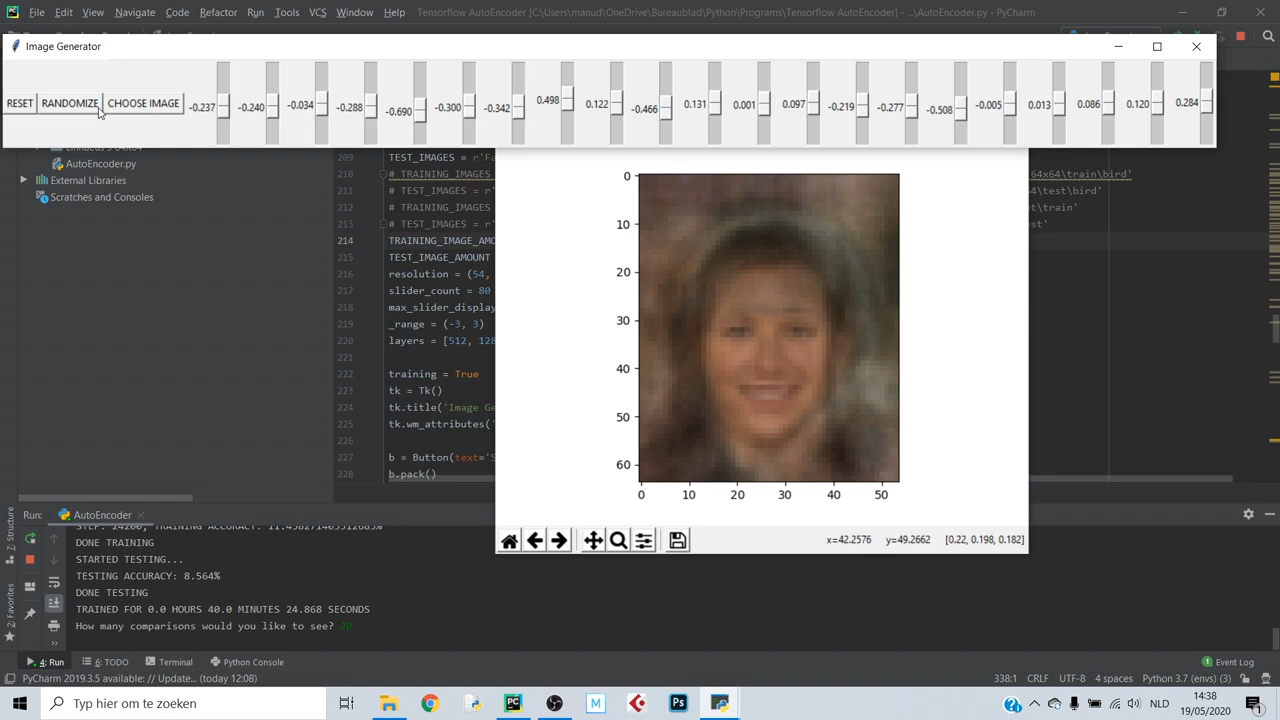 File Edit View Navigate Code Refactor Run Tools VCS Window Help Tensorflow AutoEncoder [C:\Users\manud\OneDrive\Bureaublad\Python\Programs\Tensorflow AutoEncoder] - ...\AutoEncoder.py - PyCharm
Image Generator
RESET RANDOMIZE CHOOSE IMAGE -0.237 -0.240 -0.034 -0.288 -0.690 -0.300 -0.342 0.498 0.122 -0.466 0.131 0.001 0.097 -0.219 -0.277 -0.508 -0.005 0.013 0.086 0.120 0.284
AutoEncoder.py
External Libraries
Scratches and Consoles
209 TEST_IMAGES = r'Fa
210 # TRAINING_IMAGES 64x64\train\bird'
211 # TEST_IMAGES = r' \test\bird'
212 # TRAINING_IMAGES et\train'
213 # TEST_IMAGES = r' st'
214 TRAINING_IMAGE_AMO
215 TEST_IMAGE_AMOUNT
216 resolution = (54,
217 slider_count = 80
218 max_slider_display
219 _range = (-3, 3)
220 layers = [512, 128
221
222 training = True
223 tk = Tk()
224 tk.title('Image Ge
225 tk.wm_attributes('
226
227 b = Button(text='S
228 b.pack()
0
10
20
30
40
50
60
0 10 20 30 40 50
x=42.2576 y=49.2662 [0.22, 0.198, 0.182]
Run: AutoEncoder
DONE TRAINING
STARTED TESTING...
TESTING ACCURACY: 8.564%
DONE TESTING
TRAINED FOR 0.0 HOURS 40.0 MINUTES 24.868 SECONDS
How many comparisons would you like to see? 20
Z: Structure
2: Favorites
4: Run 6: TODO Terminal Python Console 1 Event Log
PyCharm 2019.3.5 available: // Update... (today 12:08) 338:1 CRLF UTF-8 4 spaces Python 3.7 (envs) (3)
Typ hier om te zoeken
NLD
14:38
19/05/2020